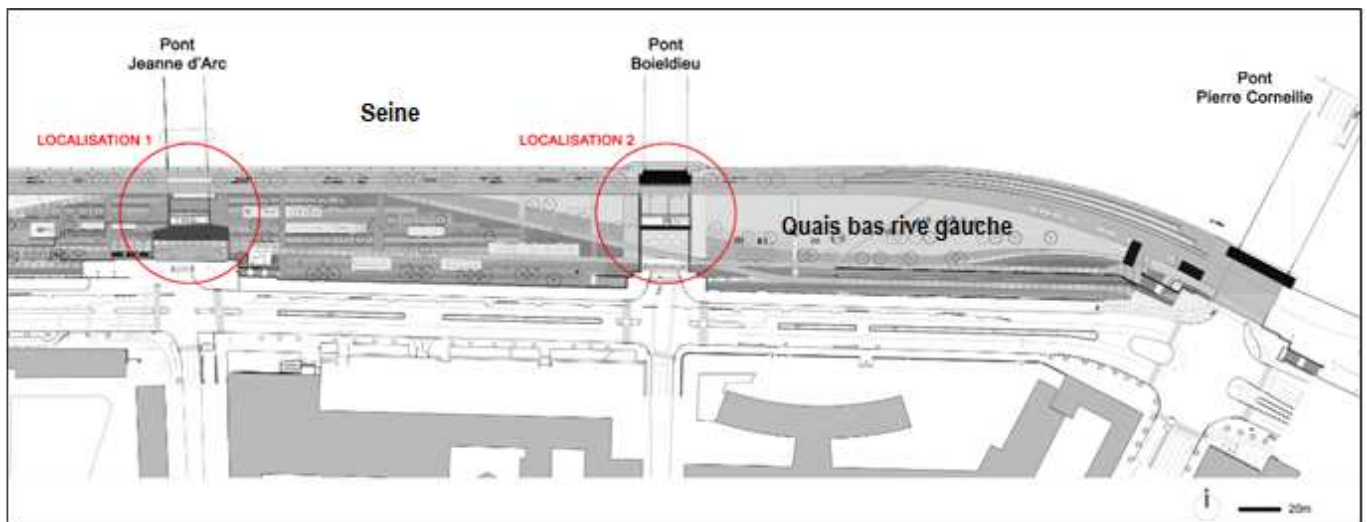 Pont
Jeanne d'Arc
Pont
Boieldieu
Pont
Pierre Corneille
Seine
LOCALISATION 1
LOCALISATION 2
Quais bas rive gauche
20m